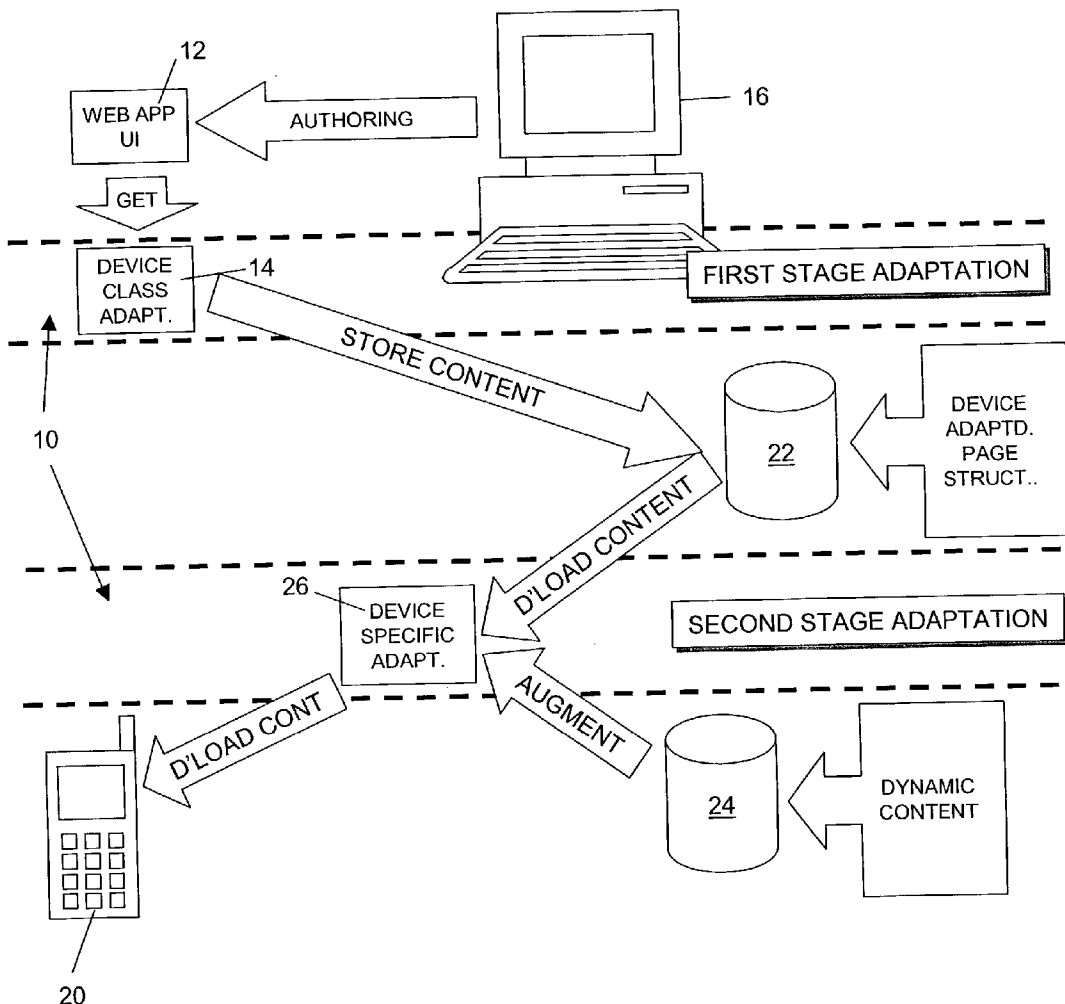 12
WEB APP
UI
AUTHORING
16
GET
DEVICE
CLASS
ADAPT.
14
FIRST STAGE ADAPTATION
STORE CONTENT
10
22
DEVICE
ADAPTD.
PAGE
STRUCT..
D'LOAD CONTENT
26
DEVICE
SPECIFIC
ADAPT.
SECOND STAGE ADAPTATION
D'LOAD CONT
AUGMENT
24
DYNAMIC
CONTENT
20